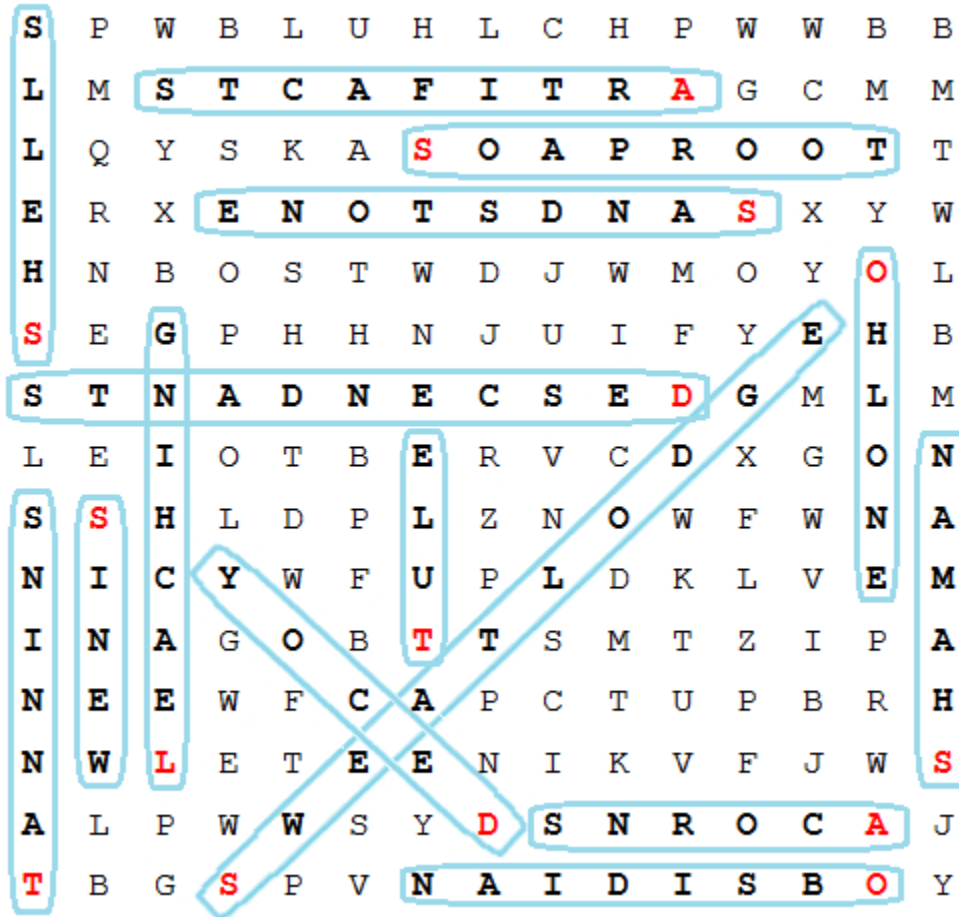 S P W B L U H L C H P W W B B
L M S T C A F I T R A G C M M
L Q Y S K A S O A P R O O T T
E R X E N O T S D N A S X Y W
H N B O S T W D J W M O Y O L
S E G P H H N J U I F Y E H B
S T N A D N E C S E D G M L M
L E I O T B E R V C D X G O N
S S H L D P L Z N O W F W N A
N I C Y W F U P L D K L V E M
I N A G O B T T S M T Z I P A
N E E W F C A P C T U P B R H
N W L E T E E N I K V F J W S
A L P W W S Y D S N R O C A J
T B G S P V N A I D I S B O Y